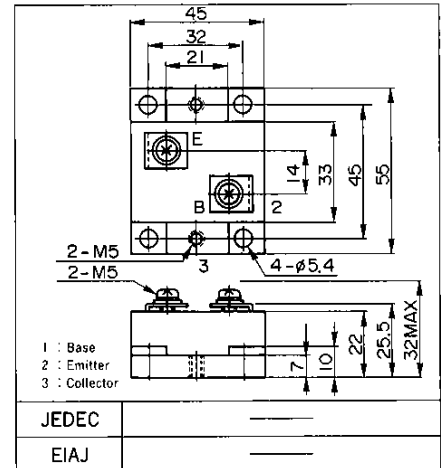 45
32
21
E
14
33
45
55
B
2
2-M5
3
4-ø5.4
2-M5
7
10
22
25.5
32MAX
1 : Base
2 : Emitter
3 : Collector
JEDEC —
EIAJ —